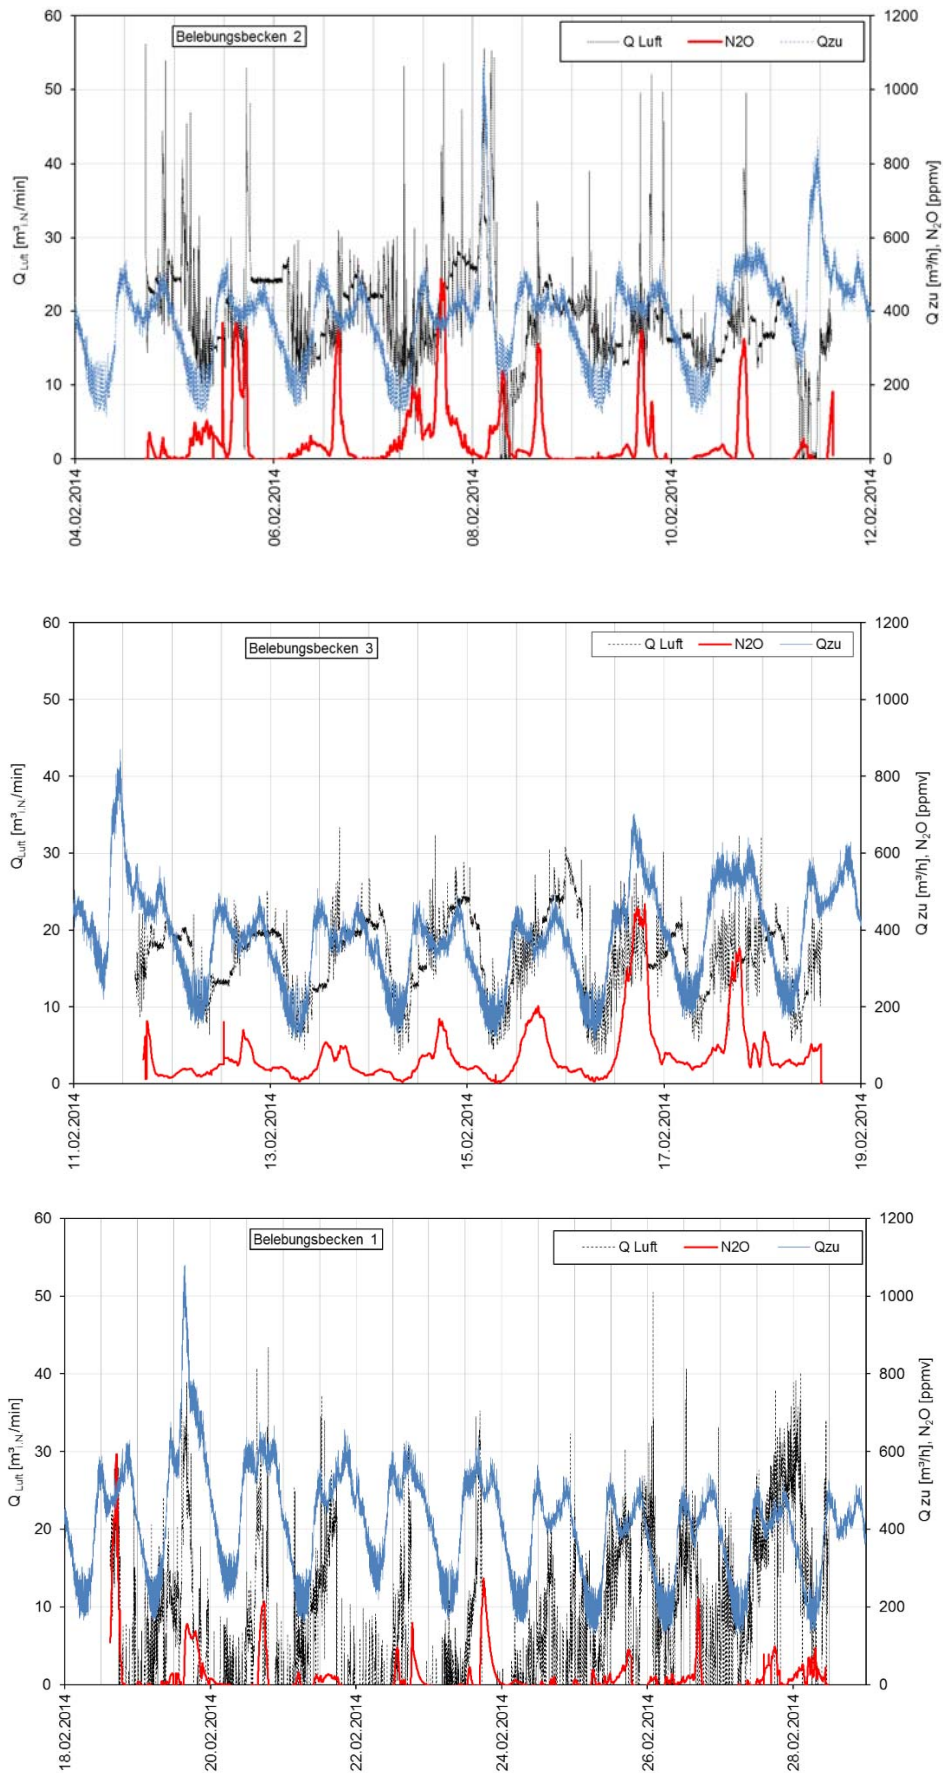 Belebungsbecken 2
Q Luft N2O Qzu
60 50 40 30 20 10 0
Q Luft [m³i.N./min]
1200 1000 800 600 400 200 0
Q zu [m³/h], N₂O [ppmv]
04.02.2014 06.02.2014 08.02.2014 10.02.2014 12.02.2014
Belebungsbecken 3
Q Luft N2O Qzu
60 50 40 30 20 10 0
Q Luft [m³i.N./min]
1200 1000 800 600 400 200 0
Q zu [m³/h], N₂O [ppmv]
11.02.2014 13.02.2014 15.02.2014 17.02.2014 19.02.2014
Belebungsbecken 1
Q Luft N2O Qzu
60 50 40 30 20 10 0
Q Luft [m³i.N./min]
1200 1000 800 600 400 200 0
Q zu [m³/h], N₂O [ppmv]
18.02.2014 20.02.2014 22.02.2014 24.02.2014 26.02.2014 28.02.2014